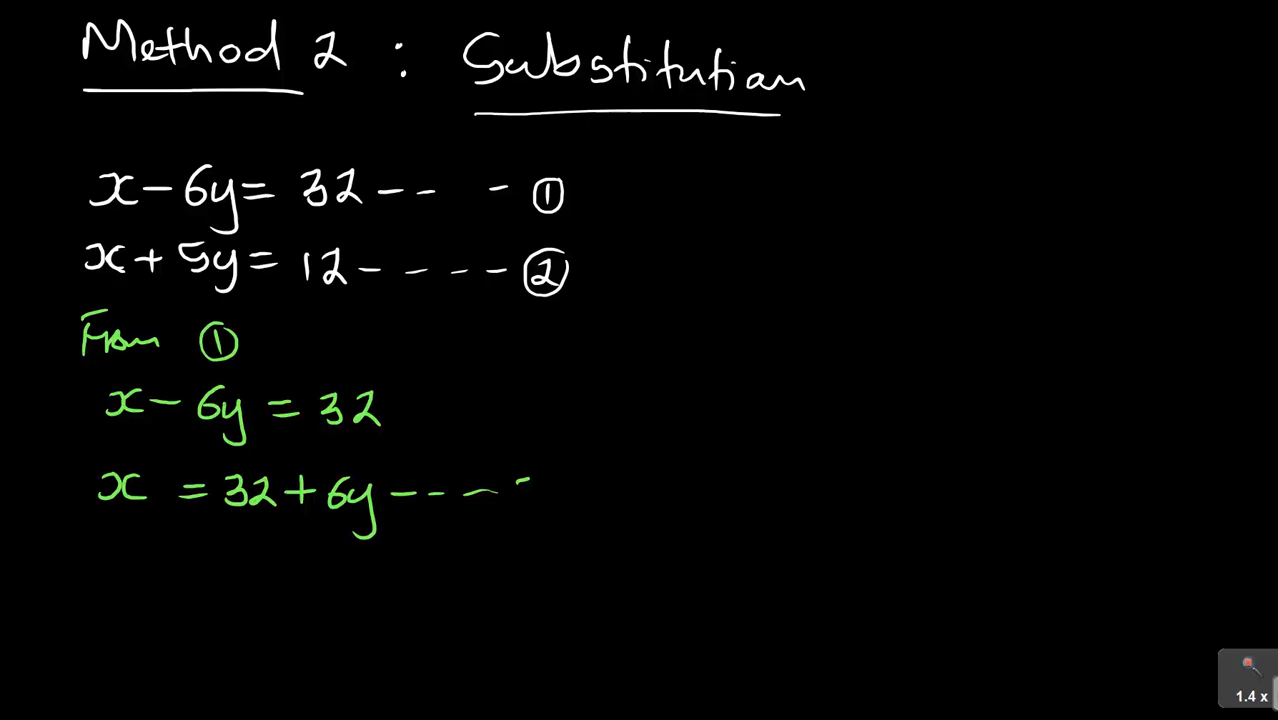 Method 2 : Substitution
x - 6y = 32 - - - ①
x + 5y = 12 - - - - - ②
From ①
x - 6y = 32
x = 32 + 6y - - - -
1.4 x